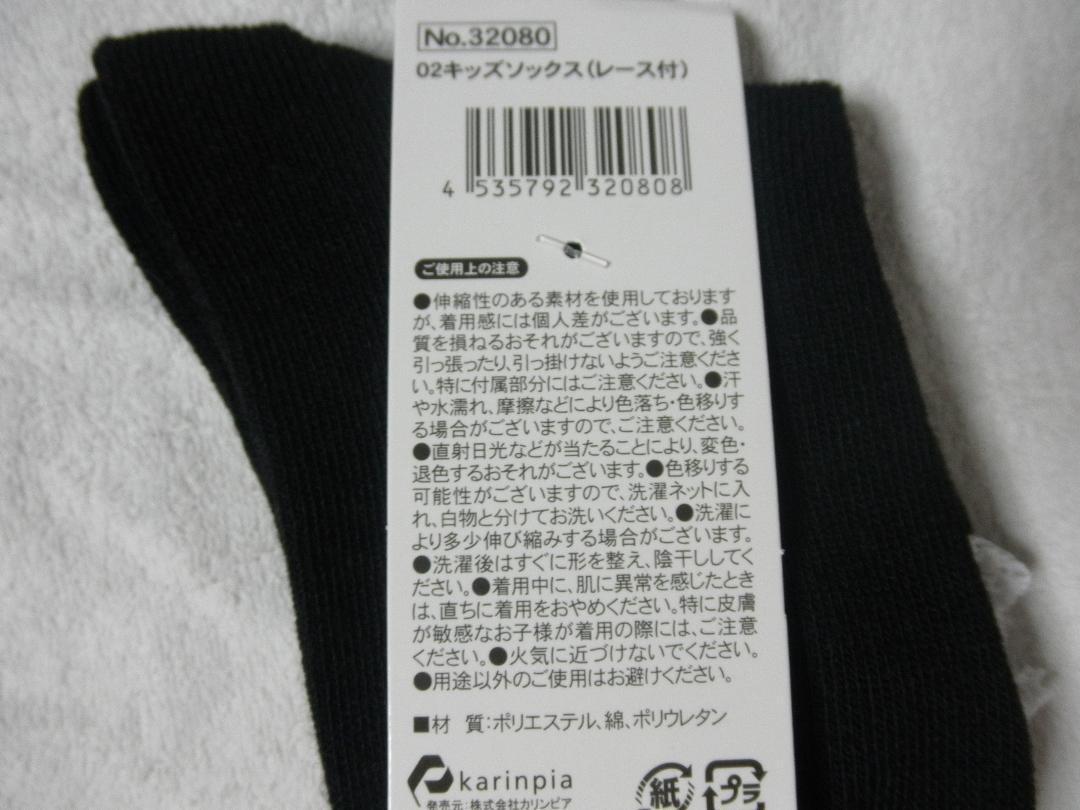 No.32080
02キッズソックス(レース付)
4 535792 320808
ご使用上の注意
●伸縮性のある素材を使用しております
が、着用感には個人差がございます。●品
質を損ねるおそれがございますので、強く
引っ張ったり、引っ掛けないようご注意くださ
い。特に付属部分にはご注意ください。●汗
や水濡れ、摩擦などにより色落ち・色移りす
る場合がございますので、ご注意ください。
●直射日光などが当たることにより、変色・
退色するおそれがございます。●色移りする
可能性がございますので、洗濯ネットに入
れ、白物と分けてお洗いください。●洗濯に
より多少伸び縮みする場合がございます。
●洗濯後はすぐに形を整え、陰干ししてく
ださい。●着用中に、肌に異常を感じたとき
は、直ちに着用をおやめください。特に皮膚
が敏感なお子様が着用の際には、ご注意
ください。●火気に近づけないでください。
●用途以外のご使用はお避けください。
■材 質:ポリエステル、綿、ポリウレタン
karinpia
発売元:株式会社カリンピア
紙
プラ